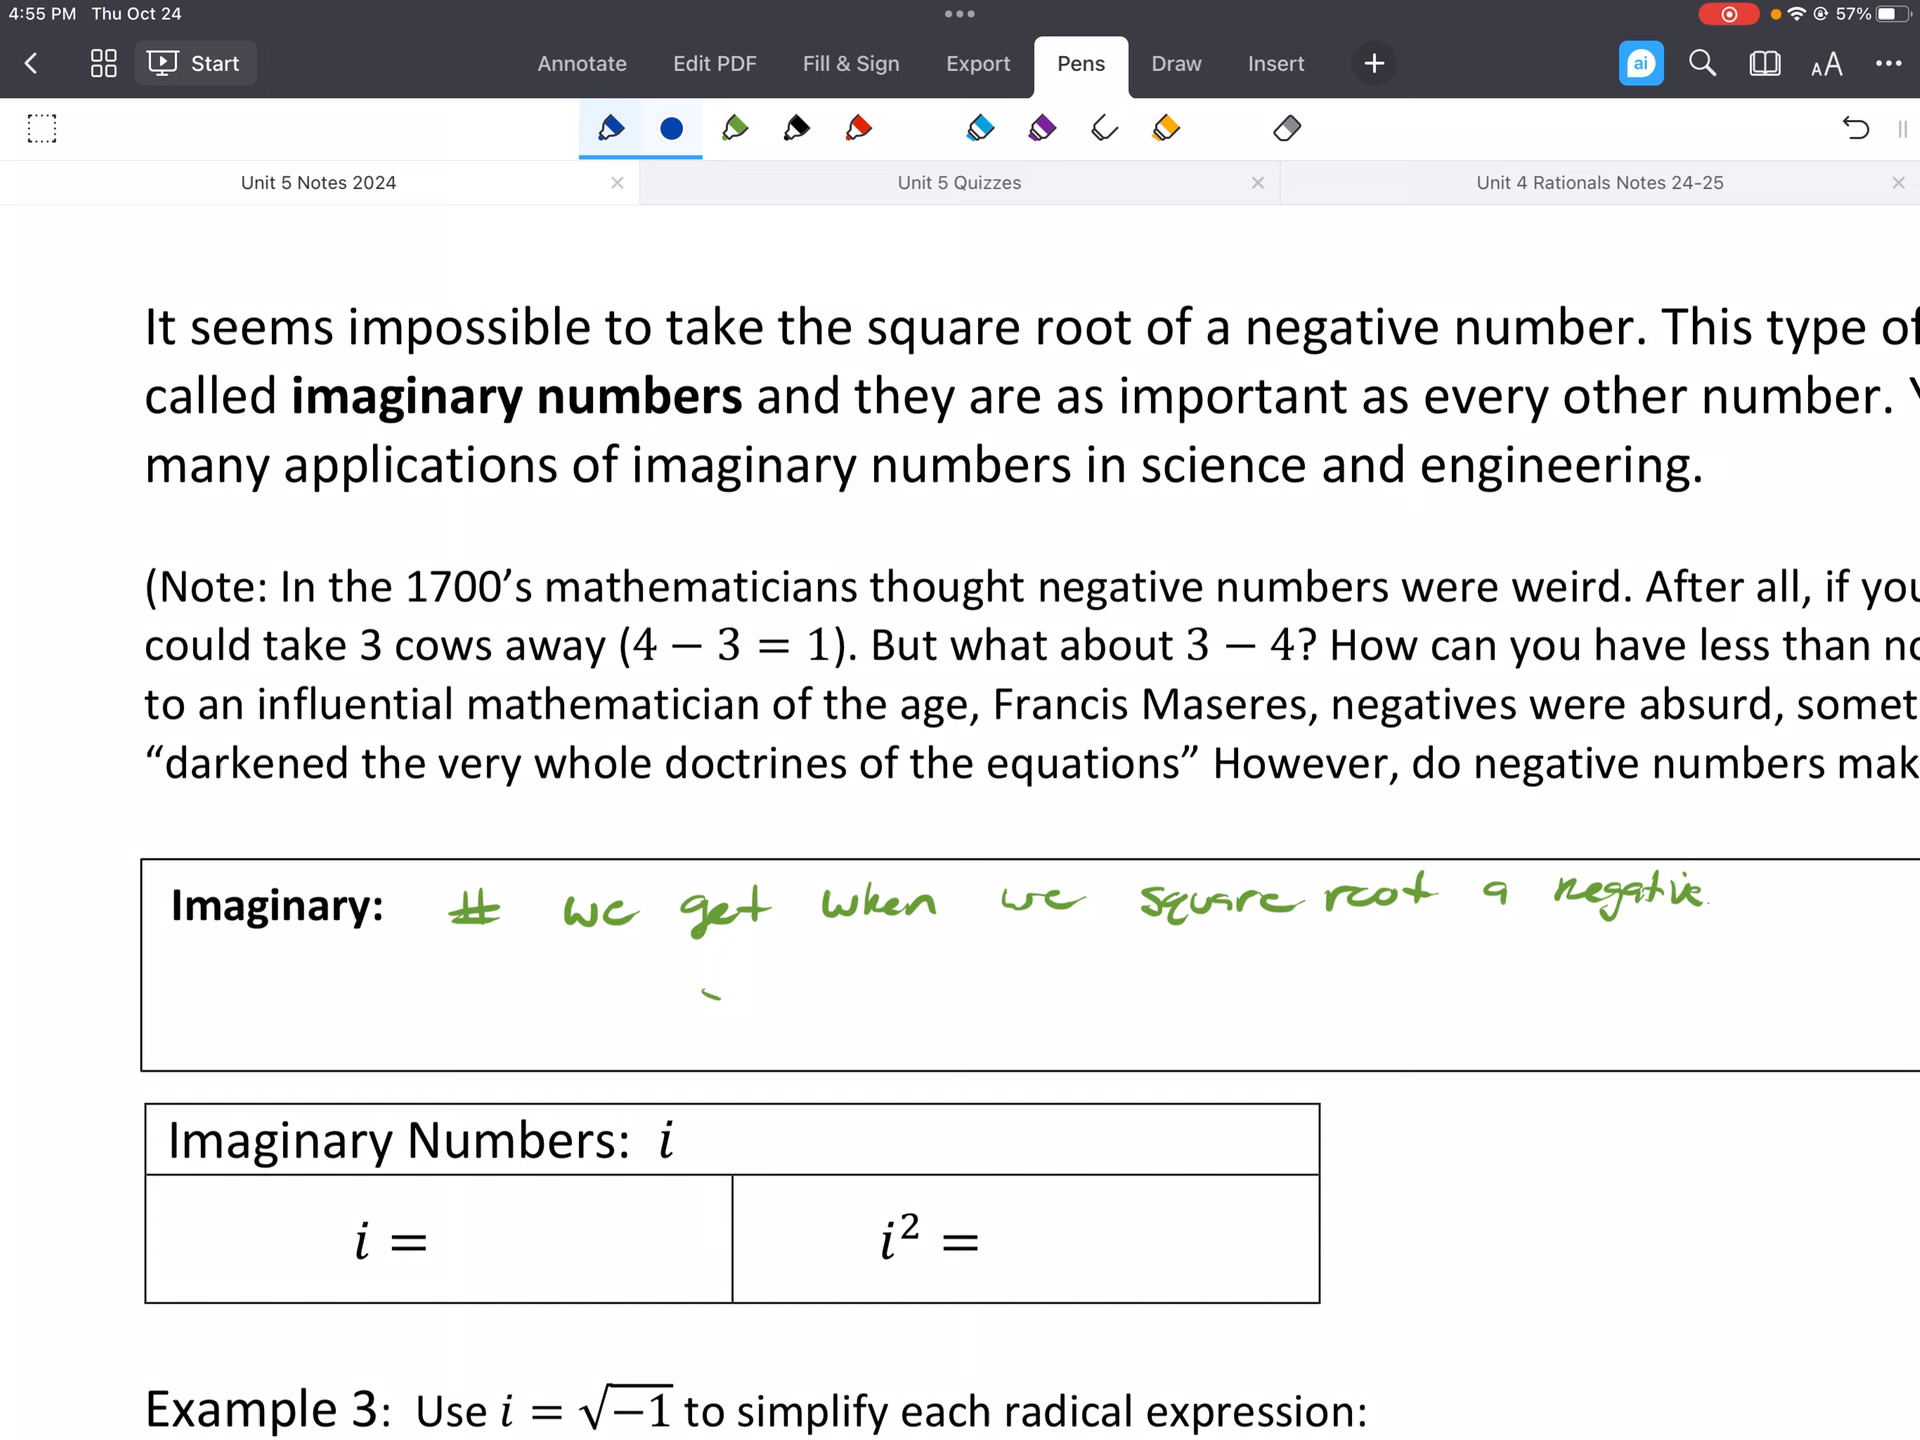 4:55 PM Thu Oct 24
57%
Start Annotate Edit PDF Fill & Sign Export Pens Draw Insert ai AA
Unit 5 Notes 2024
Unit 5 Quizzes
Unit 4 Rationals Notes 24-25
It seems impossible to take the square root of a negative number. This type of
called imaginary numbers and they are as important as every other number.
many applications of imaginary numbers in science and engineering.
(Note: In the 1700’s mathematicians thought negative numbers were weird. After all, if you
could take 3 cows away (4 − 3 = 1). But what about 3 − 4? How can you have less than
to an influential mathematician of the age, Francis Maseres, negatives were absurd, somet
“darkened the very whole doctrines of the equations” However, do negative numbers mak
Imaginary: # we get when we square root a negative.
Imaginary Numbers: i
i =
i² =
Example 3: Use i = √−1 to simplify each radical expression: